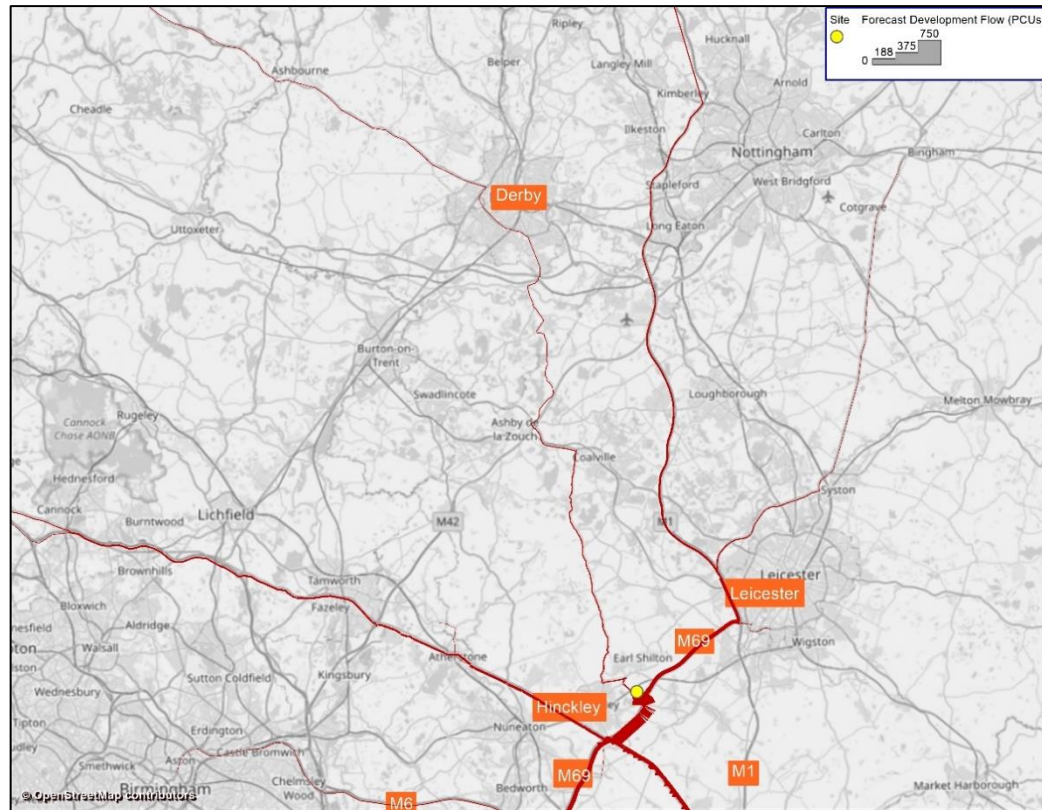 Site Forecast Development Flow (PCUs
750
375
188
0
Ripley
Hucknall
Belper
Langley Mill
Ashbourne
Arnold
Kimberley
Cheadle
Carlton
Ilkeston
Nottingham
Bingham
Stapleford
West Bridgford
Derby
Cotgrave
Long Eaton
Uttoxeter
Burton-on-
Trent
Loughborough
Swadlincote
Melton Mowbray
Rugeley
Cannock
Chase AONB
Ashby de
la Zouch
Coalville
Hednesford
Syston
Cannock
Lichfield
M42
M1
Burntwood
Brownhills
Tamworth
Leicester
Fazeley
Leicester
Bloxwich
Aldridge
M69
Wigston
Walsall
Atherstone
Earl Shilton
Sutton Coldfield
Kingsbury
Wednesbury
Hinckley
Tipton
Nuneaton
Erdington
Castle Bromwich
Aston
Smethwick
Chelmsley
Wood
M69
M1
Birmingham
Bedworth
Market Harborough
© OpenStreetMap contributors
M6